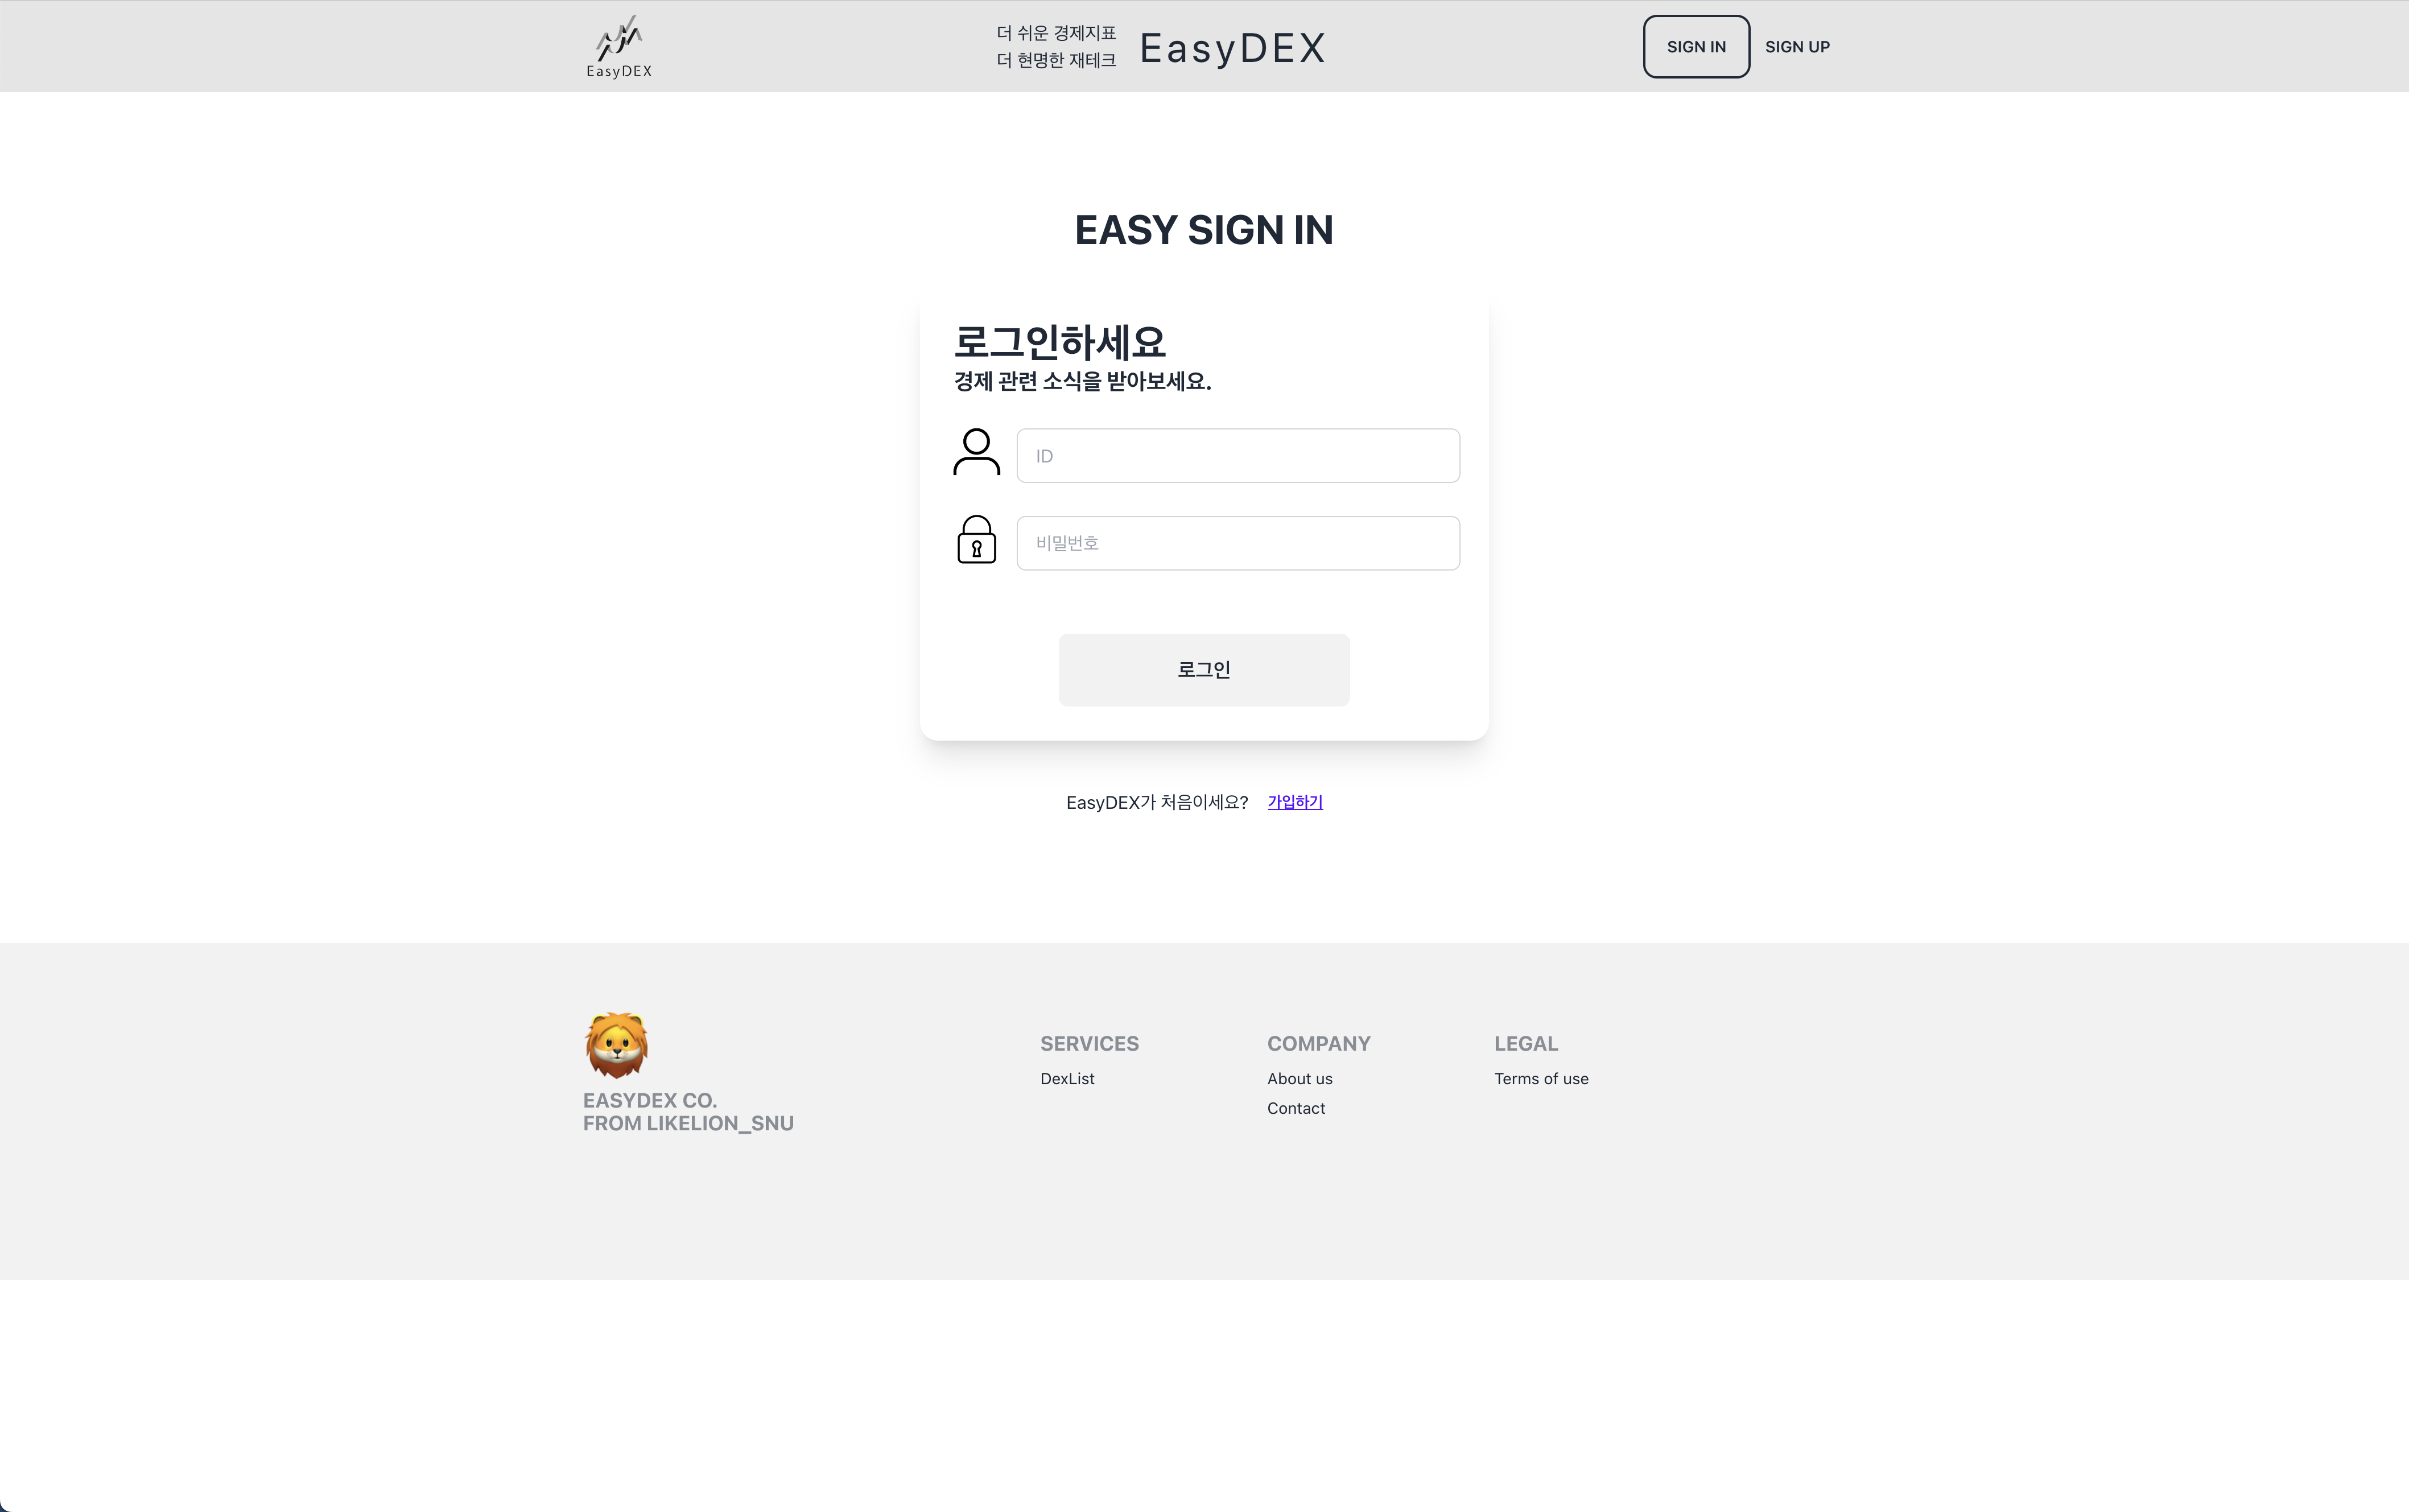 EasyDEX
더 쉬운 경제지표
더 현명한 재테크
EasyDEX
SIGN IN
SIGN UP
EASY SIGN IN
로그인하세요
경제 관련 소식을 받아보세요.
ID
비밀번호
로그인
EasyDEX가 처음이세요? 가입하기
EASYDEX CO.
FROM LIKELION_SNU
SERVICES
DexList
COMPANY
About us
Contact
LEGAL
Terms of use